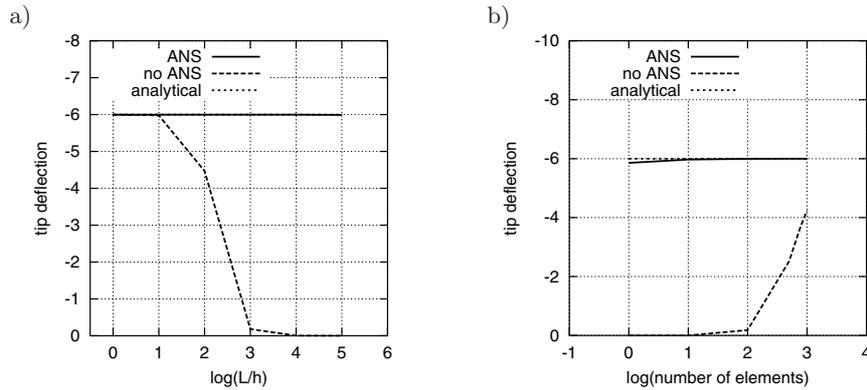 a)
-8
-7
-6
-5
-4
-3
-2
-1
0
tip deflection
ANS
no ANS
analytical
0 1 2 3 4 5 6
log(L/h)
b)
-10
-8
-6
-4
-2
0
tip deflection
ANS
no ANS
analytical
-1 0 1 2 3 4
log(number of elements)